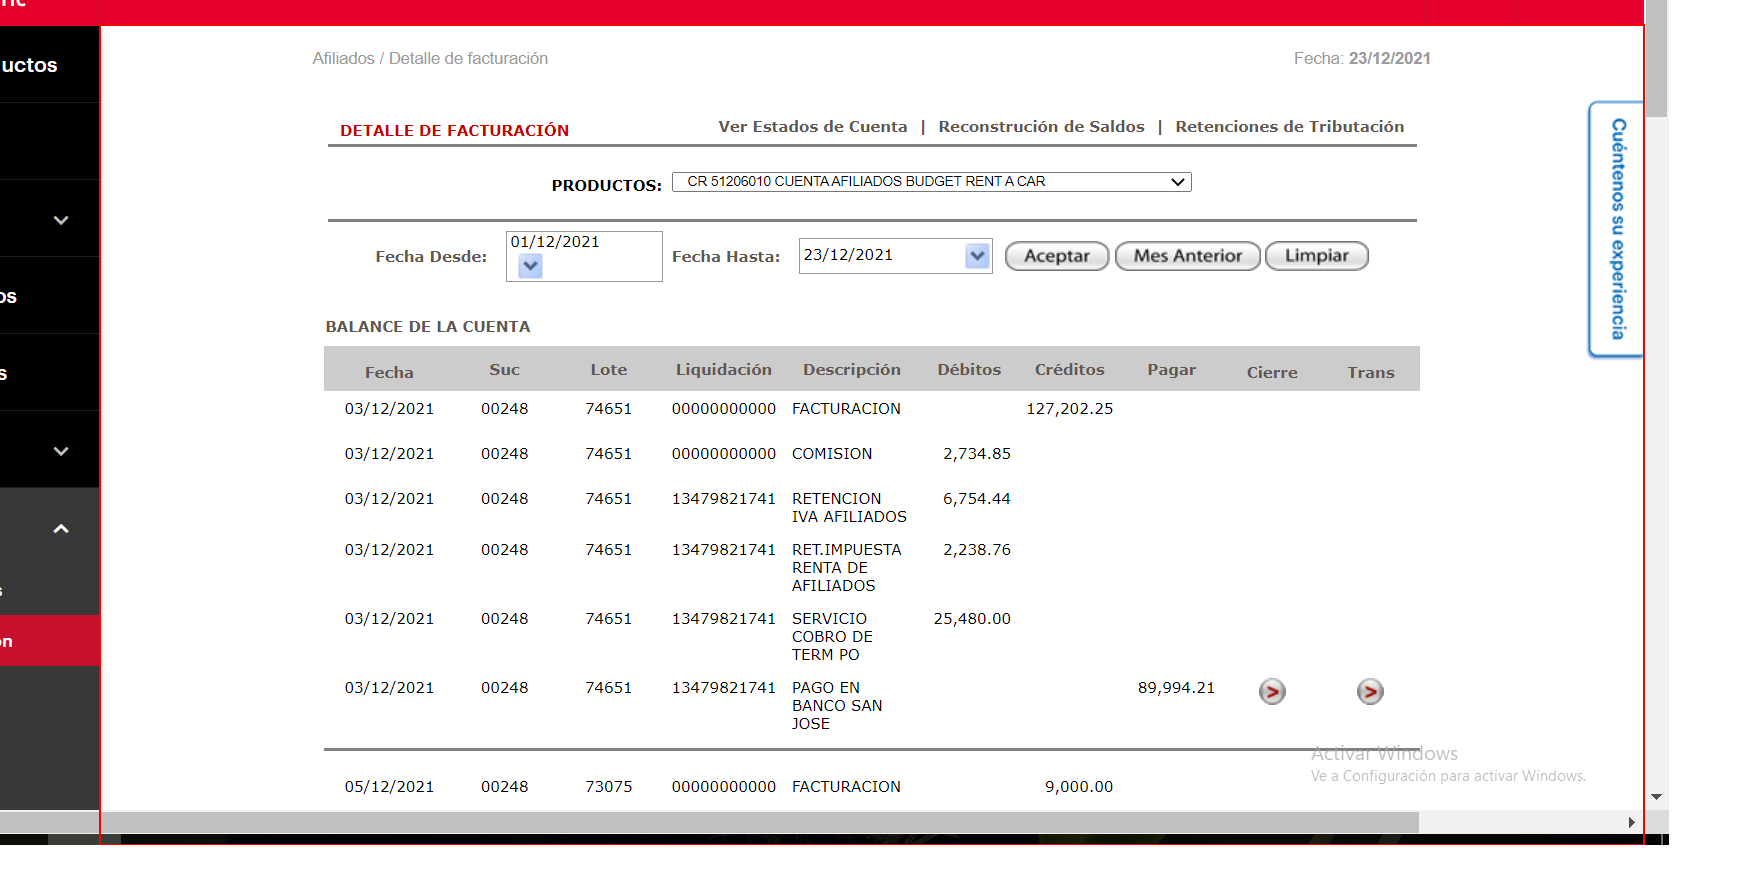 uctos
os
s
s
on
Afiliados / Detalle de facturación
Fecha: 23/12/2021
DETALLE DE FACTURACIÓN
Ver Estados de Cuenta | Reconstrución de Saldos | Retenciones de Tributación
PRODUCTOS: CR 51206010 CUENTA AFILIADOS BUDGET RENT A CAR
Fecha Desde: 01/12/2021 Fecha Hasta: 23/12/2021 Aceptar Mes Anterior Limpiar
Cuéntenos su experiencia
BALANCE DE LA CUENTA
Fecha Suc Lote Liquidación Descripción Débitos Créditos Pagar Cierre Trans
03/12/2021 00248 74651 00000000000 FACTURACION 127,202.25
03/12/2021 00248 74651 00000000000 COMISION 2,734.85
03/12/2021 00248 74651 13479821741 RETENCION 6,754.44
IVA AFILIADOS
03/12/2021 00248 74651 13479821741 RET.IMPUESTA 2,238.76
RENTA DE
AFILIADOS
03/12/2021 00248 74651 13479821741 SERVICIO 25,480.00
COBRO DE
TERM PO
03/12/2021 00248 74651 13479821741 PAGO EN 89,994.21
BANCO SAN
JOSE
05/12/2021 00248 73075 00000000000 FACTURACION 9,000.00
Activar Windows
Ve a Configuración para activar Windows.